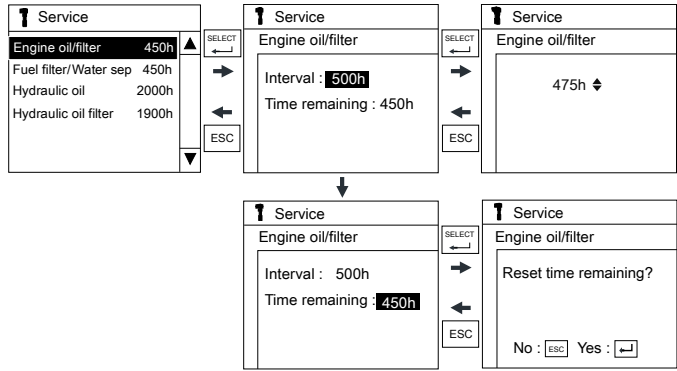 Service
Engine oil/filter 450h
Fuel filter/Water sep 450h
Hydraulic oil 2000h
Hydraulic oil filter 1900h
SELECT
ESC
Service
Engine oil/filter
Interval : 500h
Time remaining : 450h
SELECT
ESC
Service
Engine oil/filter
475h
Service
Engine oil/filter
Interval : 500h
Time remaining : 450h
SELECT
ESC
Service
Engine oil/filter
Reset time remaining?
No : ESC Yes :